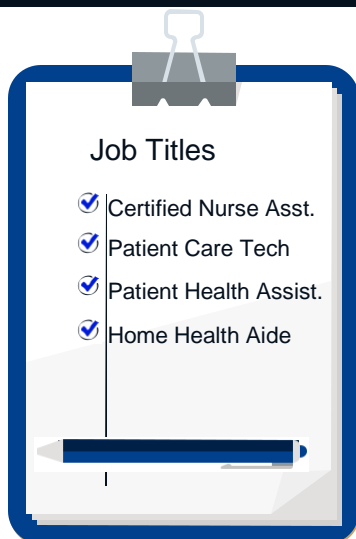 Job Titles
Certified Nurse Asst.
Patient Care Tech
Patient Health Assist.
Home Health Aide